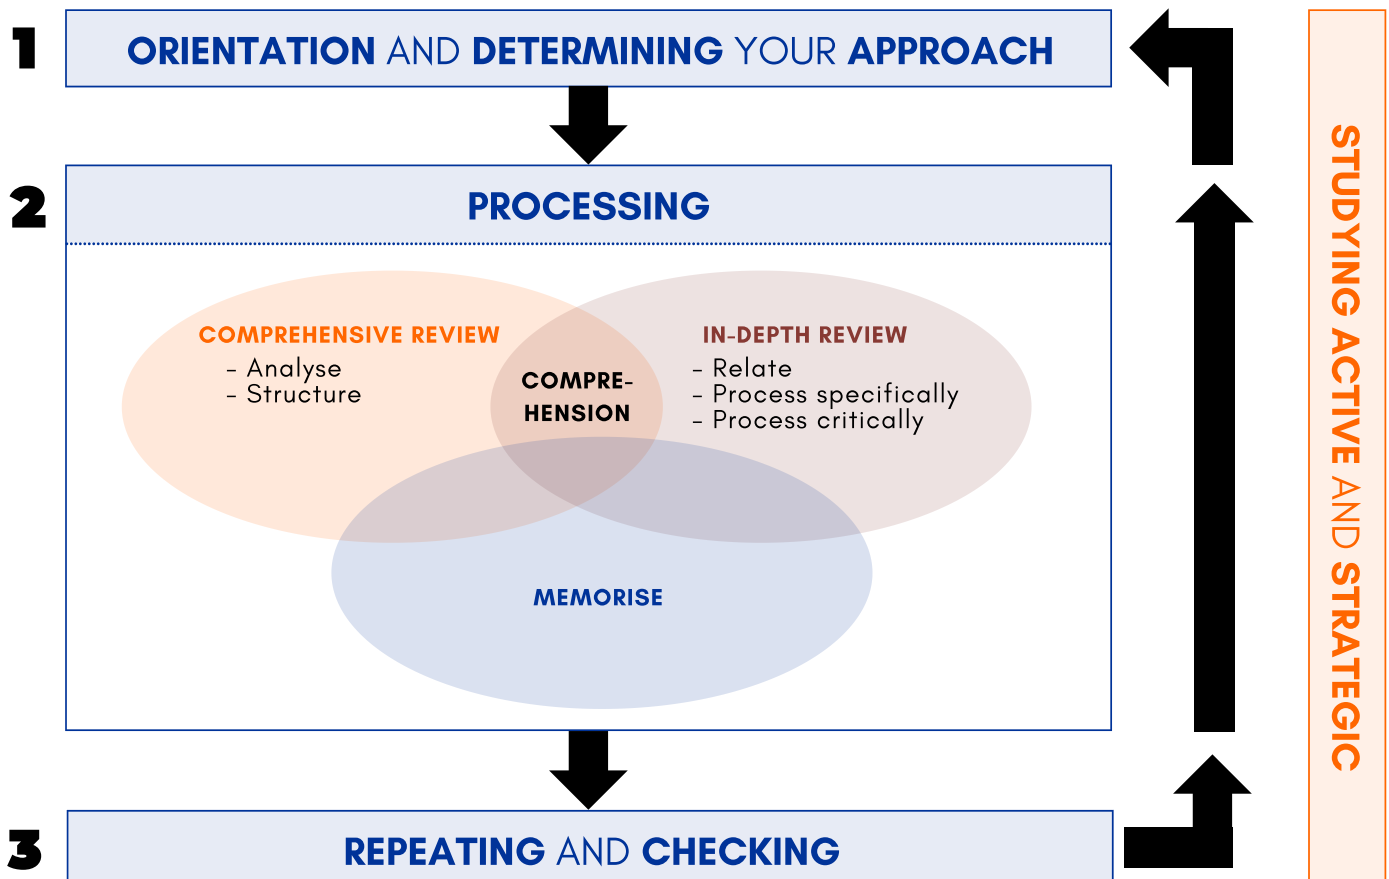 1
ORIENTATION AND DETERMINING YOUR APPROACH
2
PROCESSING
COMPREHENSIVE REVIEW
- Analyse
- Structure
COMPRE-
HENSION
IN-DEPTH REVIEW
- Relate
- Process specifically
- Process critically
MEMORISE
3
REPEATING AND CHECKING
STUDYING ACTIVE AND STRATEGIC